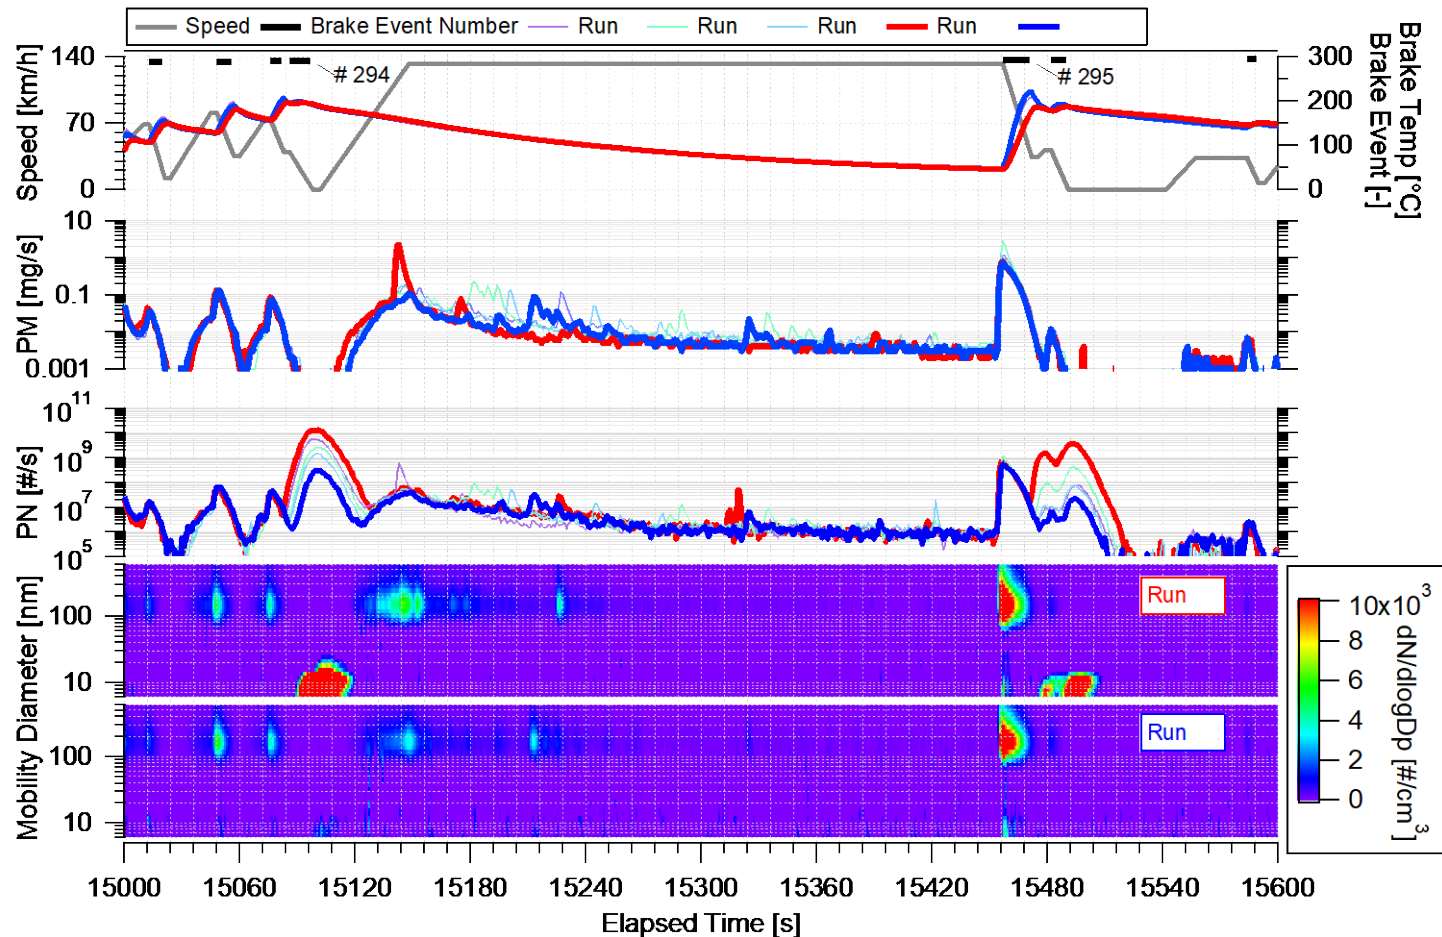 Speed Brake Event Number Run Run Run Run
140
70
0
Speed [km/h]
# 294
# 295
300
200
100
0
Brake Temp [°C]
Brake Event [-]
10
0.1
0.001
PM [mg/s]
10^11
10^9
10^7
10^5
PN [#/s]
100
10
Run
100
10
Run
Mobility Diameter [nm]
10x10^3
8
6
4
2
0
dN/dlogDp [#/cm^3]
15000 15060 15120 15180 15240 15300 15360 15420 15480 15540 15600
Elapsed Time [s]